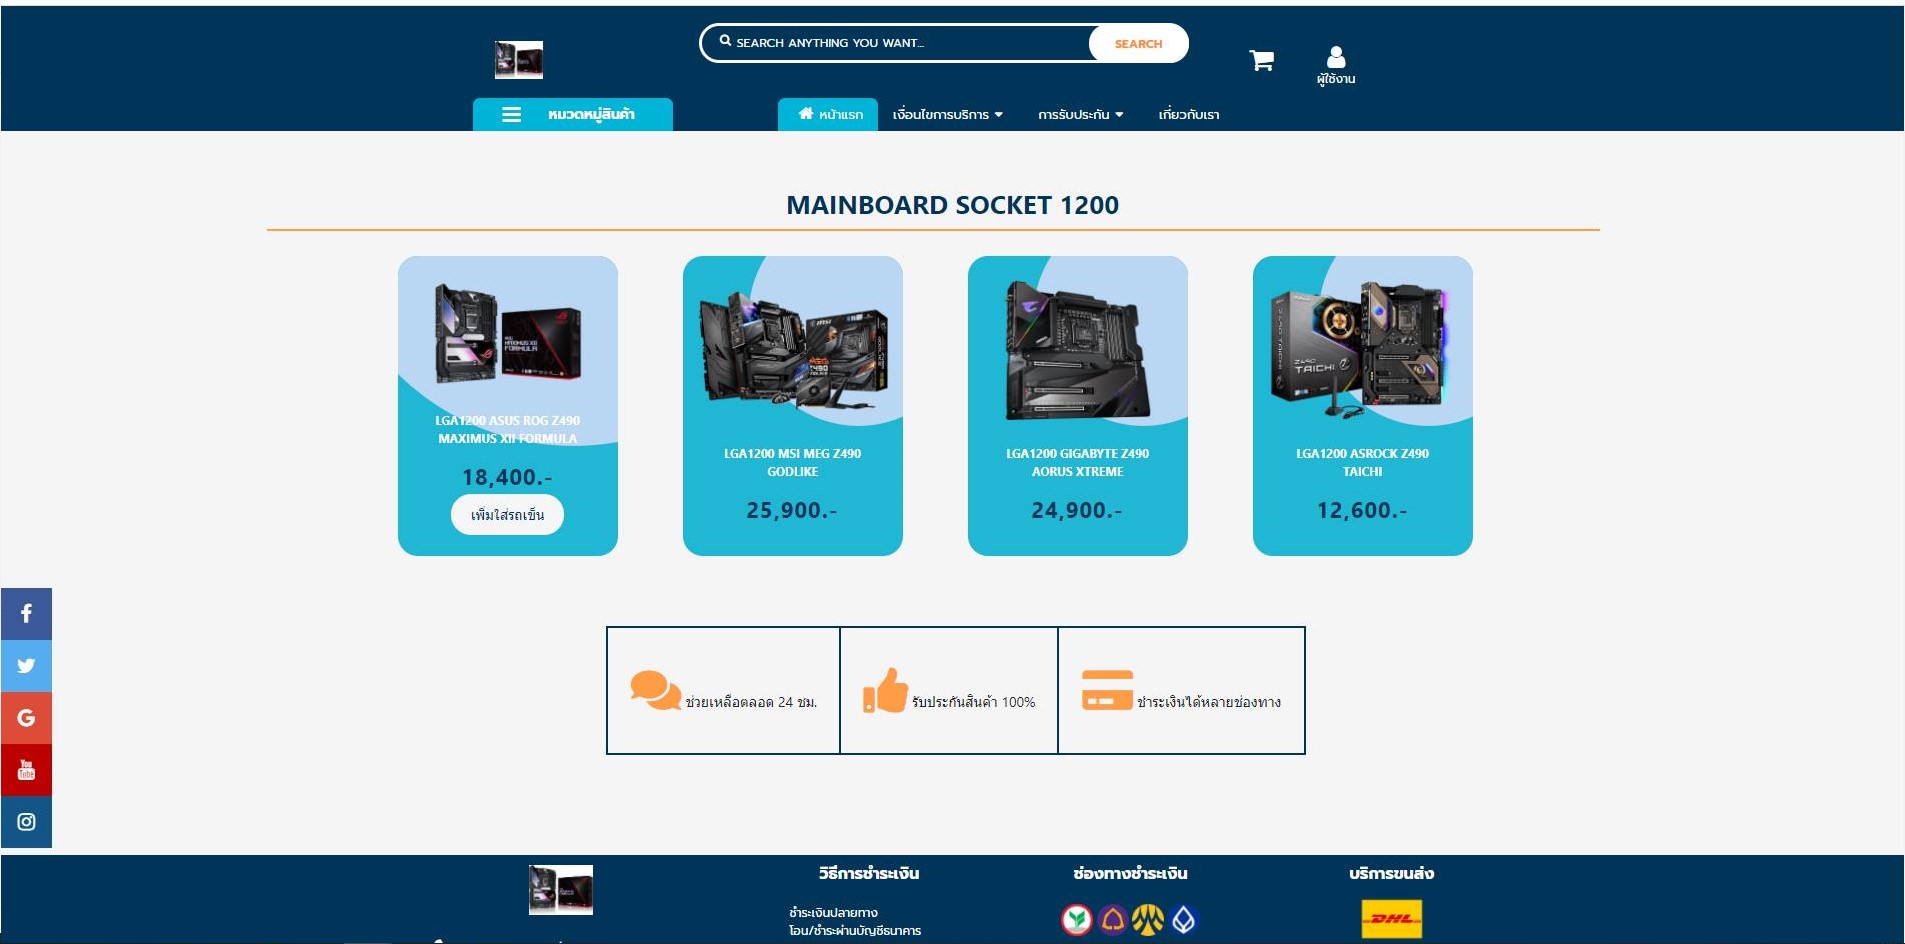 SEARCH ANYTHING YOU WANT...
SEARCH
ผู้ใช้งาน
หมวดหมู่สินค้า
หน้าแรก
เงื่อนไขการบริการ
การรับประกัน
เกี่ยวกับเรา
MAINBOARD SOCKET 1200
LGA1200 ASUS ROG Z490
MAXIMUS XII FORMULA
18,400.-
เพิ่มใส่รถเข็น
LGA1200 MSI MEG Z490
GODLIKE
25,900.-
LGA1200 GIGABYTE Z490
AORUS XTREME
24,900.-
Z490
TAICHI
LGA1200 ASROCK Z490
TAICHI
12,600.-
ช่วยเหลือตลอด 24 ชม.
รับประกันสินค้า 100%
ชำระเงินได้หลายช่องทาง
You
Tube
วิธีการชำระเงิน
ชำระเงินปลายทาง
โอน/ชำระผ่านบัญชีธนาคาร
ช่องทางชำระเงิน
บริการขนส่ง
DHL